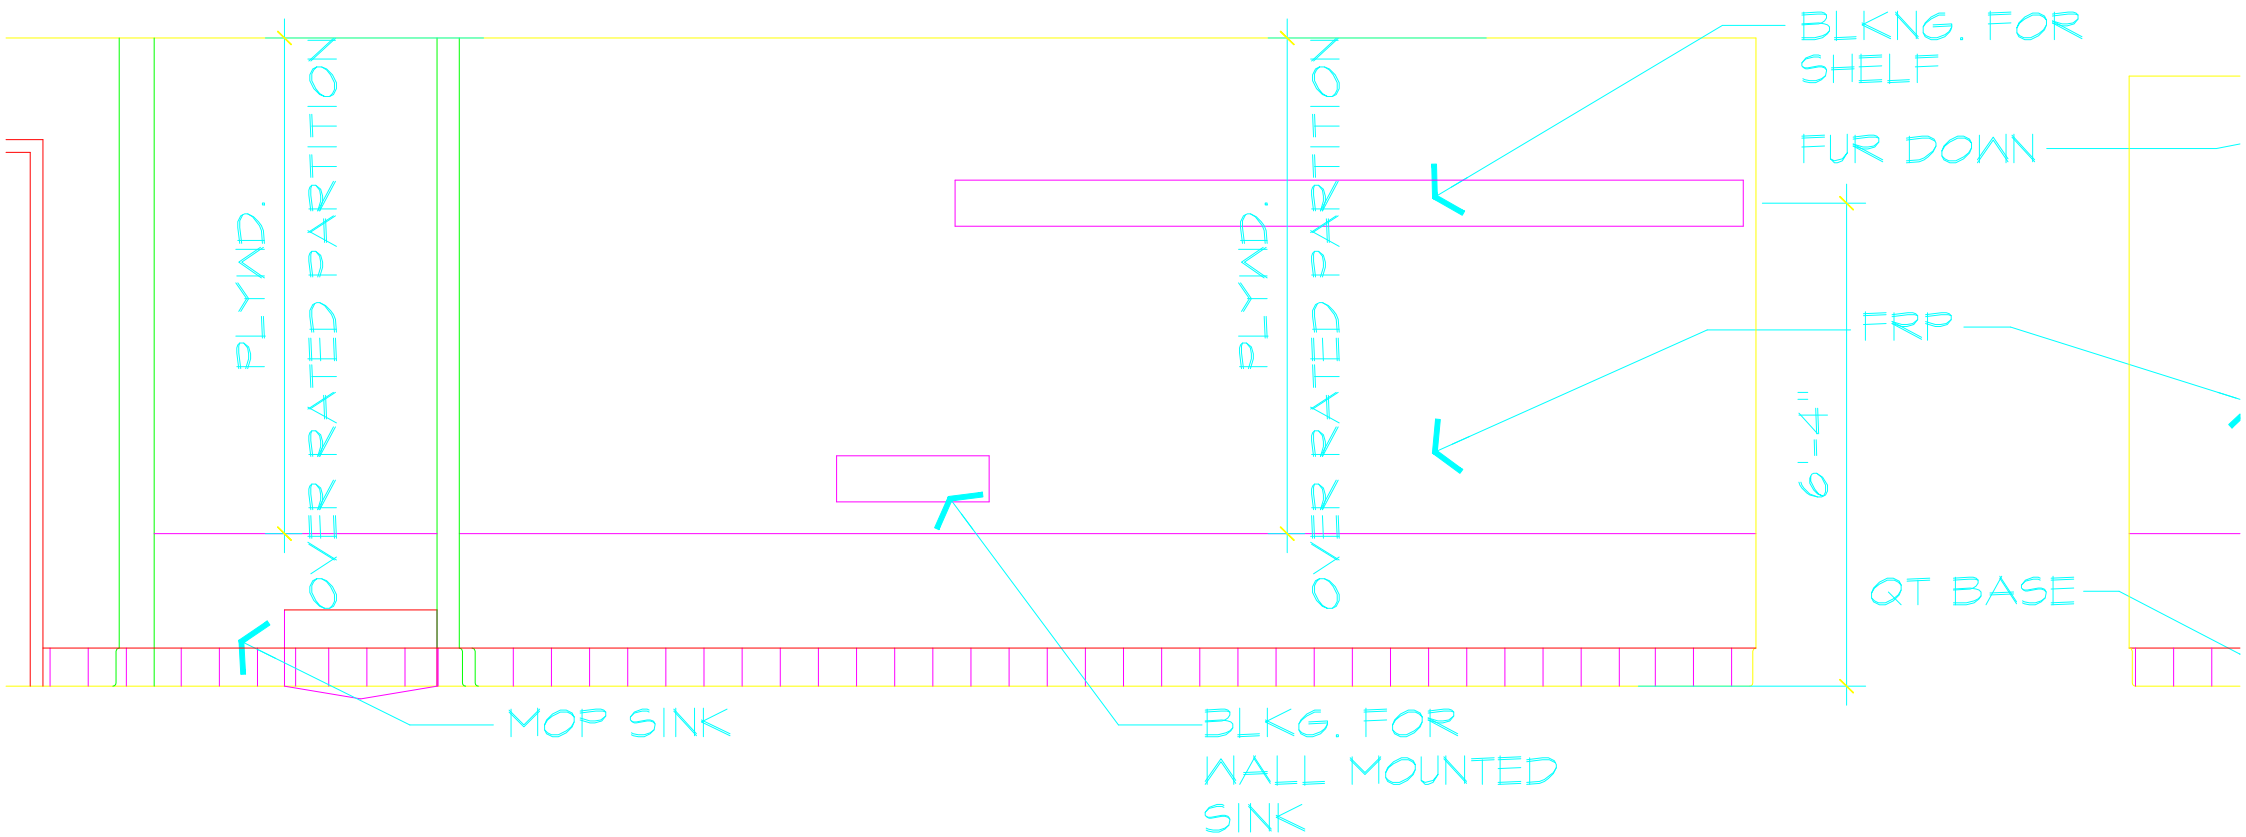 BLKNG. FOR
SHELF
FUR DOWN
PLYWD.
OVER RATED PARTITION
PLYWD.
OVER RATED PARTITION
FRP
6'-4"
QT BASE
MOP SINK
BLKG. FOR
WALL MOUNTED
SINK